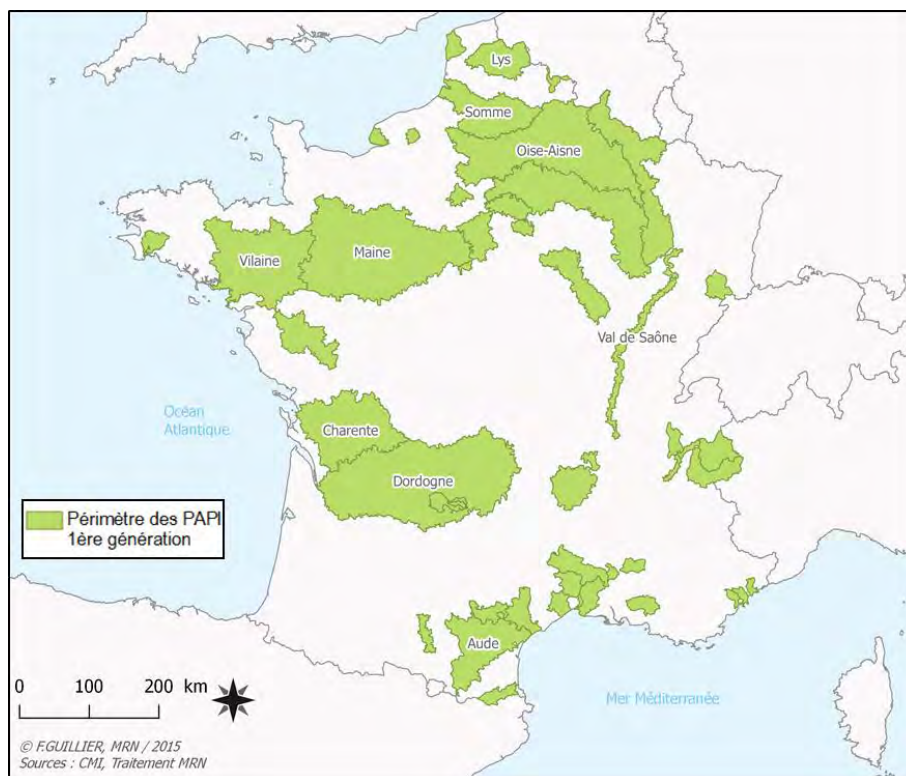 Lys
Somme
Oise-Aisne
Vilaine
Maine
Val de Saône
Océan
Atlantique
Charente
Dordogne
Périmètre des PAPI
1ère génération
Aude
0 100 200 km
Mer Méditerranée
© F.GUILLIER, MRN / 2015
Sources : CMI, Traitement MRN